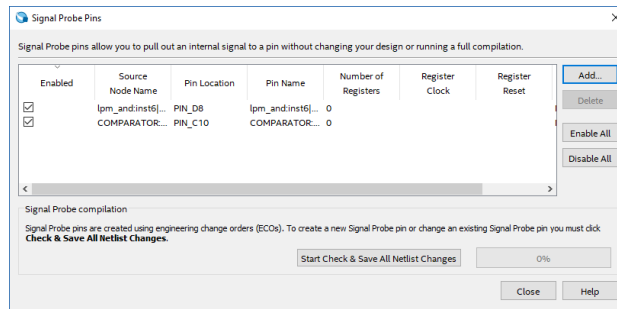 Signal Probe Pins
Signal Probe pins allow you to pull out an internal signal to a pin without changing your design or running a full compilation.
Enabled Source Node Name Pin Location Pin Name Number of Registers Register Clock Register Reset
lpm_and:inst6|... PIN_D8 lpm_and:inst6|... 0
COMPARATOR:... PIN_C10 COMPARATOR:... 0
Add...
Delete
Enable All
Disable All
Signal Probe compilation
Signal Probe pins are created using engineering change orders (ECOs). To create a new Signal Probe pin or change an existing Signal Probe pin you must click
Check & Save All Netlist Changes.
Start Check & Save All Netlist Changes 0%
Close Help